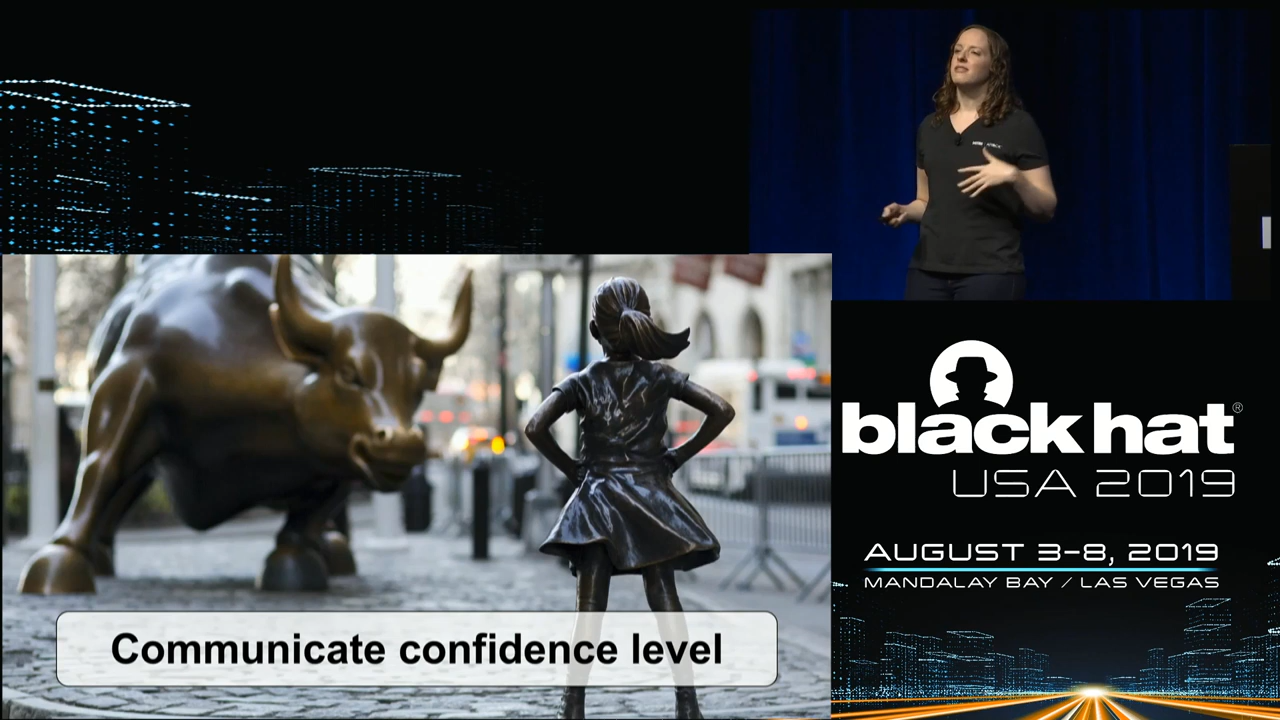 Communicate confidence level
black hat®
USA 2019
AUGUST 3-8, 2019
MANDALAY BAY / LAS VEGAS